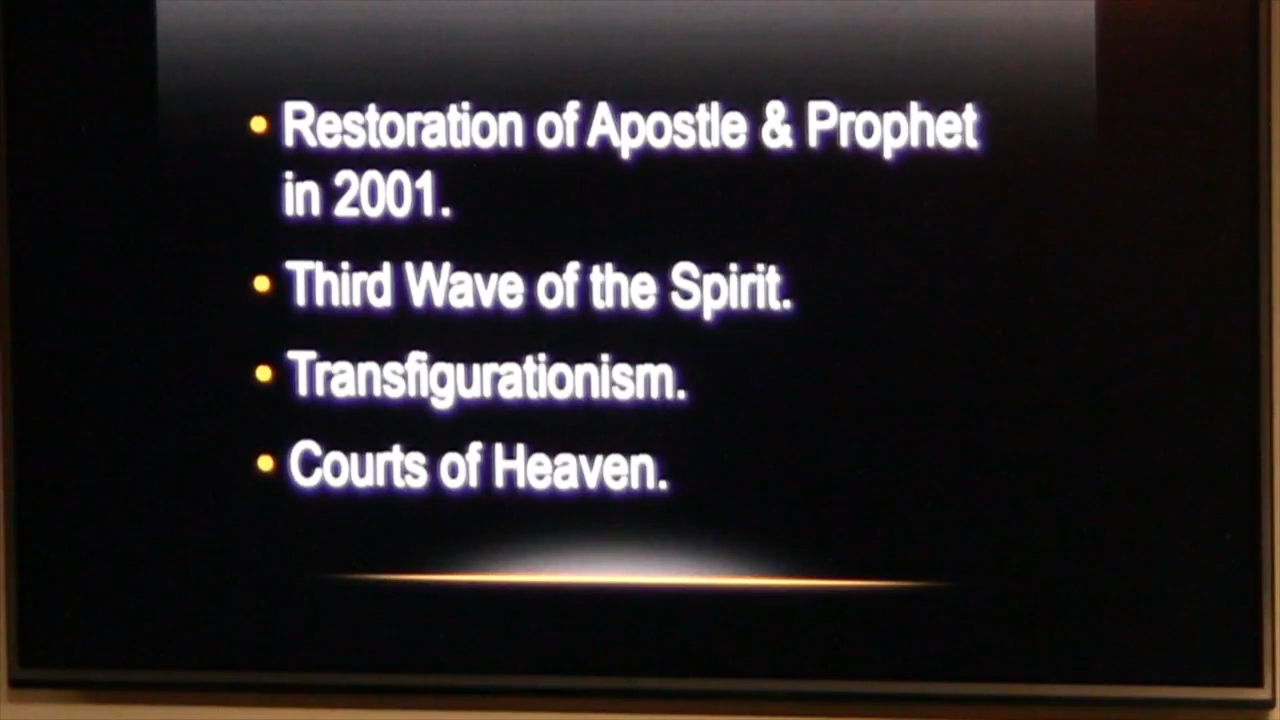 • Restoration of Apostle & Prophet
in 2001.
• Third Wave of the Spirit.
• Transfigurationism.
• Courts of Heaven.